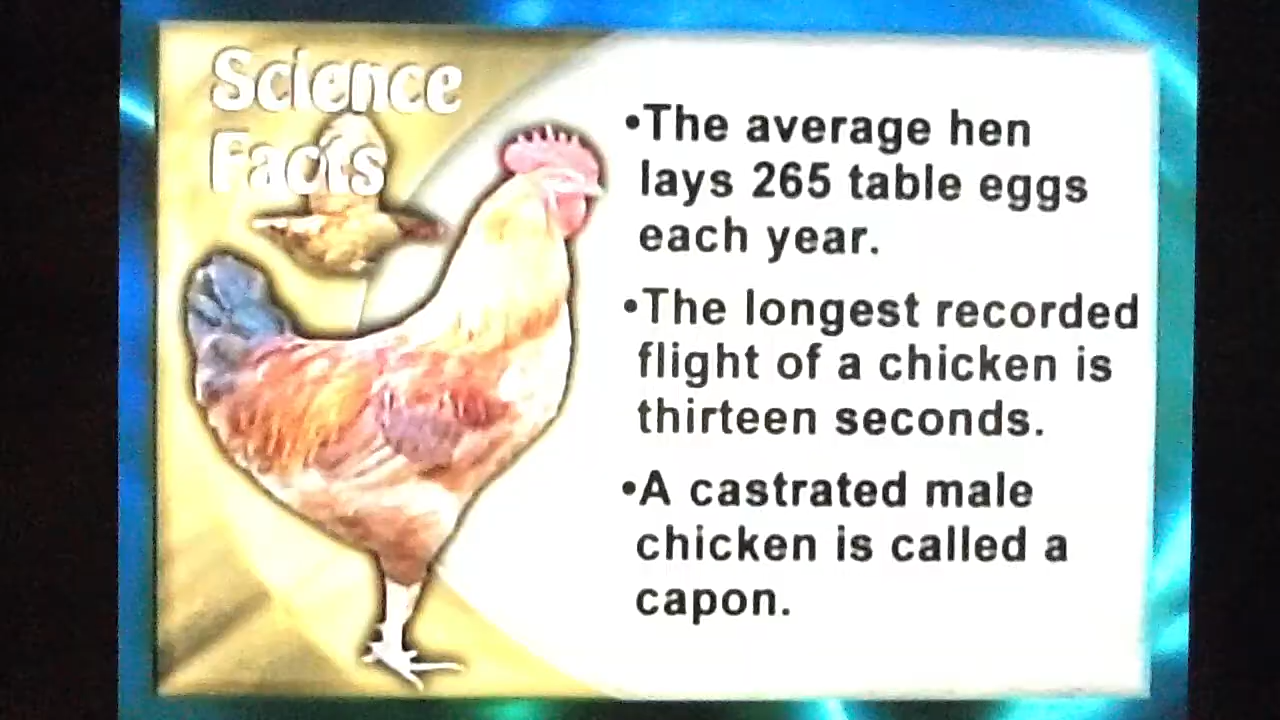 Science
Facts
•The average hen
lays 265 table eggs
each year.
•The longest recorded
flight of a chicken is
thirteen seconds.
•A castrated male
chicken is called a
capon.